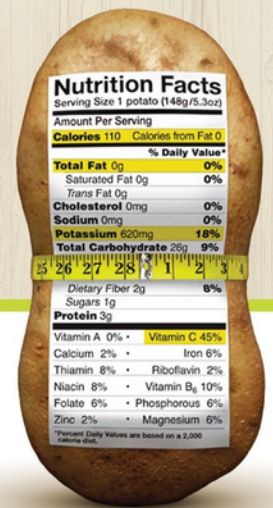 Nutrition Facts
Serving Size 1 potato (148g/5.3oz)
Amount Per Serving
Calories 110 Calories from Fat 0
% Daily Value*
Total Fat 0g 0%
Saturated Fat 0g 0%
Trans Fat 0g
Cholesterol 0mg 0%
Sodium 0mg 0%
Potassium 620mg 18%
Total Carbohydrate 26g 9%
25 26 27 28 1 2 3 4
Dietary Fiber 2g 8%
Sugars 1g
Protein 3g
Vitamin A 0% • Vitamin C 45%
Calcium 2% • Iron 6%
Thiamin 8% • Riboflavin 2%
Niacin 8% • Vitamin B6 10%
Folate 6% • Phosphorous 6%
Zinc 2% • Magnesium 6%
*Percent Daily Values are based on a 2,000
calorie diet.